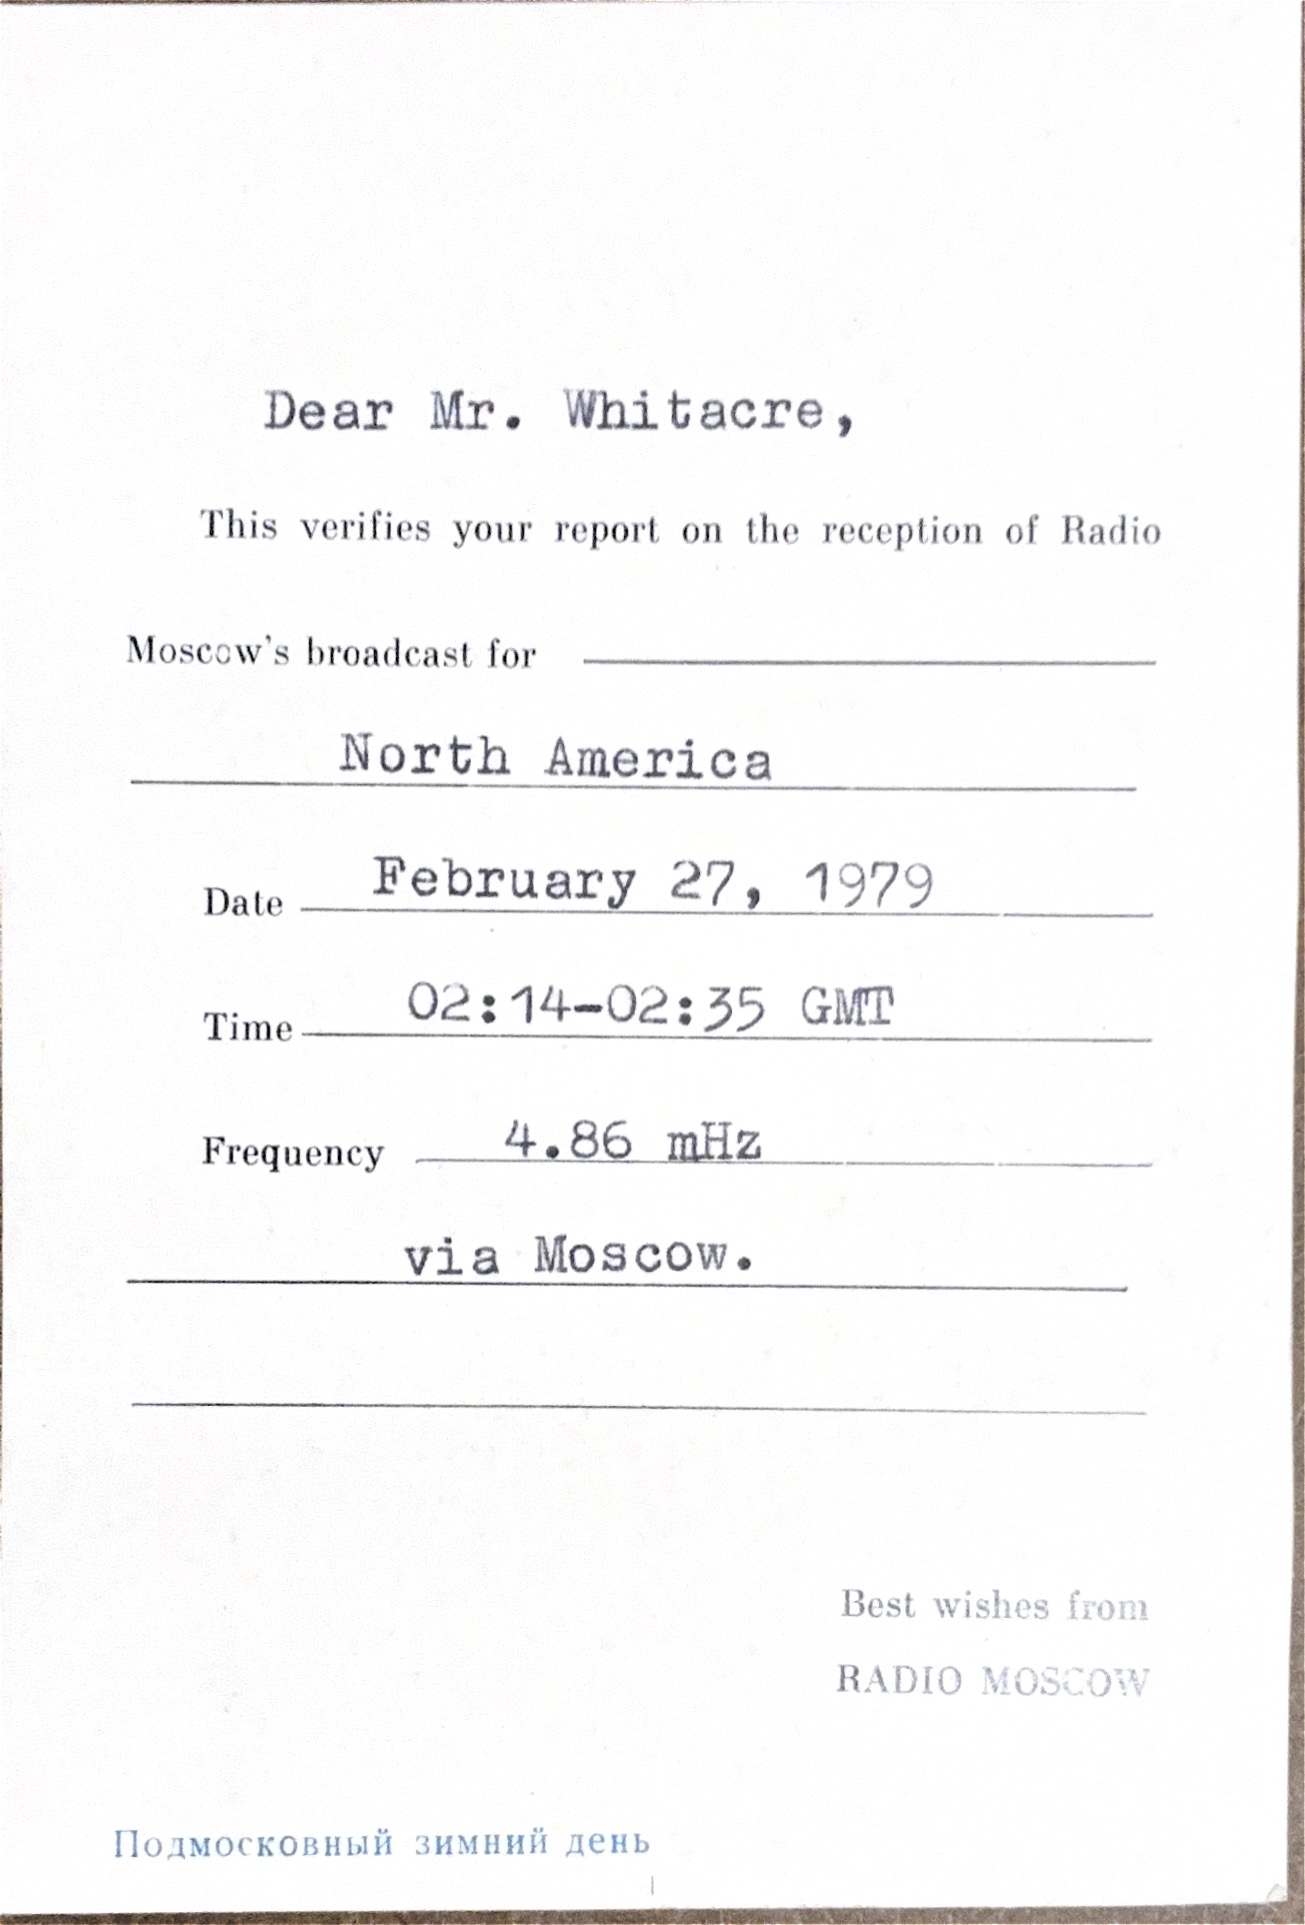 Dear Mr. Whitacre,
This verifies your report on the reception of Radio
Moscow's broadcast for
North America
Date February 27, 1979
Time 02:14-02:35 GMT
Frequency 4.86 mHz
via Moscow.
Best wishes from
RADIO MOSCOW
Подмосковный зимний день